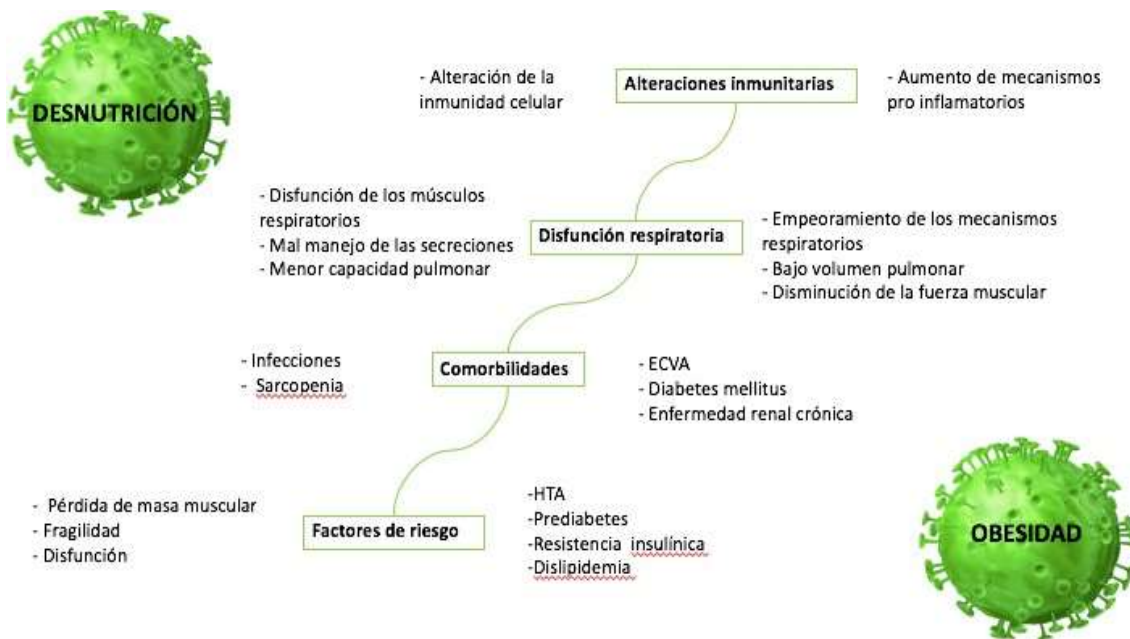 DESNUTRICIÓN
- Alteración de la
inmunidad celular
Alteraciones inmunitarias
- Aumento de mecanismos
pro inflamatorios
- Disfunción de los músculos
respiratorios
- Mal manejo de las secreciones
- Menor capacidad pulmonar
Disfunción respiratoria
- Empeoramiento de los mecanismos
respiratorios
- Bajo volumen pulmonar
- Disminución de la fuerza muscular
- Infecciones
- Sarcopenia
Comorbilidades
- ECVA
- Diabetes mellitus
- Enfermedad renal crónica
- Pérdida de masa muscular
- Fragilidad
- Disfunción
Factores de riesgo
-HTA
-Prediabetes
-Resistencia insulínica
-Dislipidemia
OBESIDAD